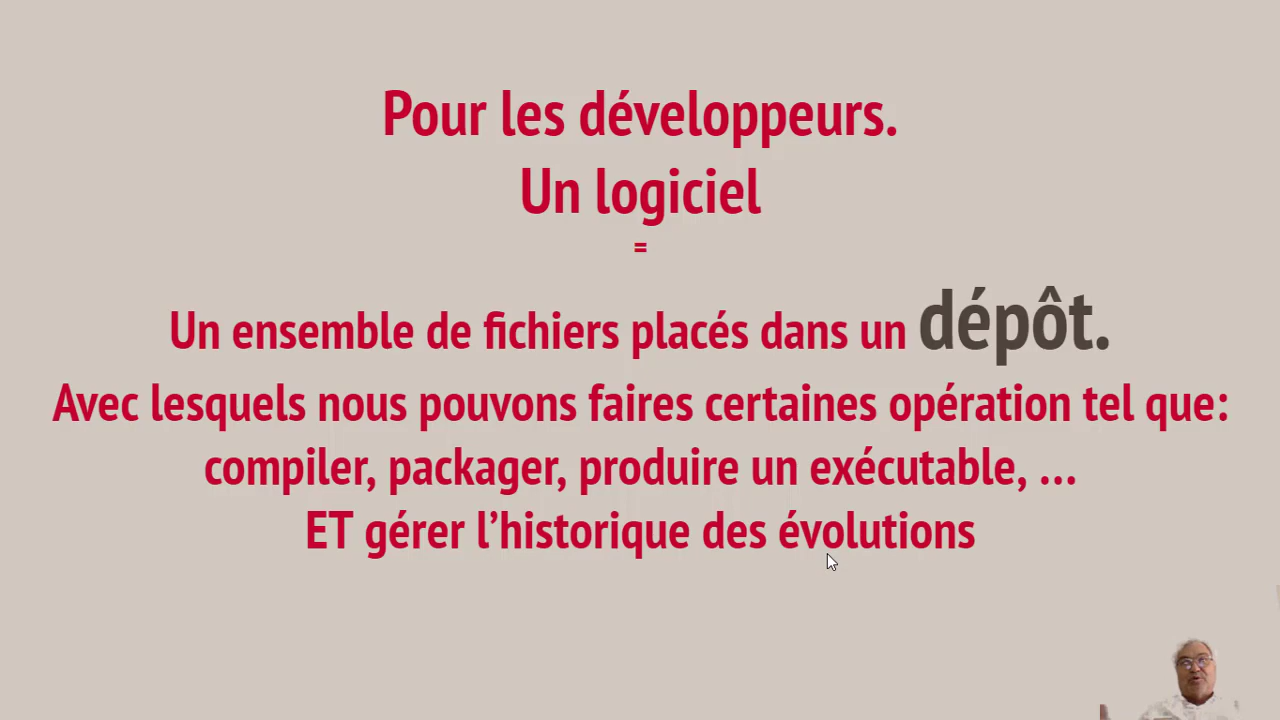 Pour les développeurs.
Un logiciel
=
Un ensemble de fichiers placés dans un dépôt.
Avec lesquels nous pouvons faires certaines opération tel que:
compiler, packager, produire un exécutable, ...
ET gérer l’historique des évolutions